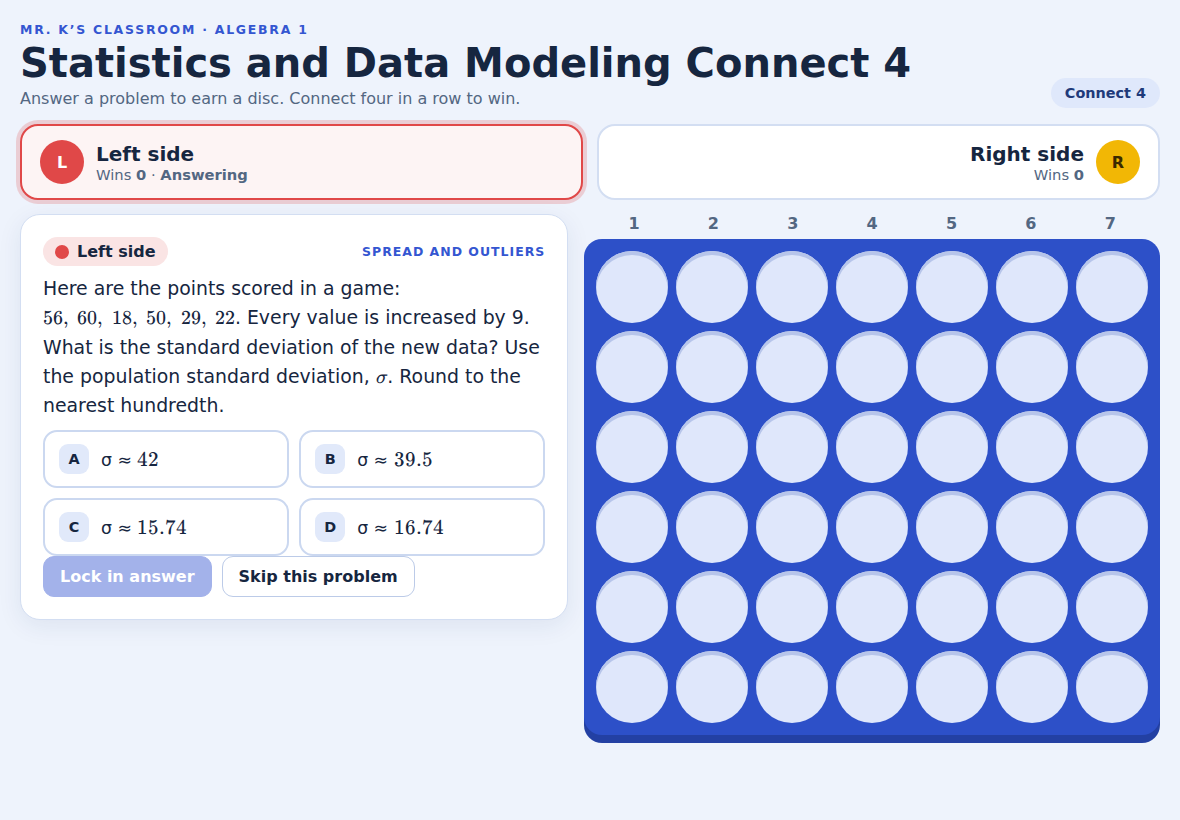 MR. K'S CLASSROOM · ALGEBRA 1
Statistics and Data Modeling Connect 4
Answer a problem to earn a disc. Connect four in a row to win.
Connect 4
L
Left side
Wins 0 · Answering
Right side
Wins 0
R
Left side
SPREAD AND OUTLIERS
Here are the points scored in a game:
56, 60, 18, 50, 29, 22. Every value is increased by 9.
What is the standard deviation of the new data? Use
the population standard deviation, σ. Round to the
nearest hundredth.
A σ ≈ 42
B σ ≈ 39.5
C σ ≈ 15.74
D σ ≈ 16.74
Lock in answer
Skip this problem
1 2 3 4 5 6 7